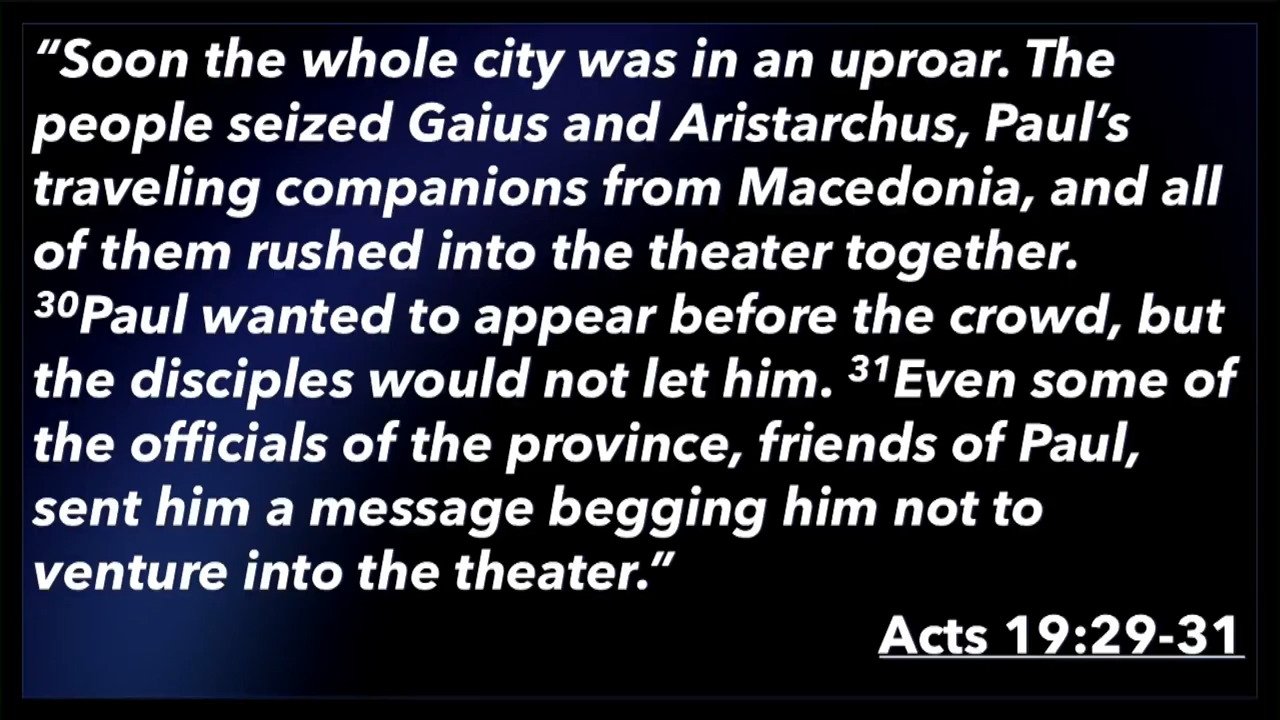 “Soon the whole city was in an uproar. The
people seized Gaius and Aristarchus, Paul’s
traveling companions from Macedonia, and all
of them rushed into the theater together.
³⁰Paul wanted to appear before the crowd, but
the disciples would not let him. ³¹Even some of
the officials of the province, friends of Paul,
sent him a message begging him not to
venture into the theater.”
Acts 19:29-31